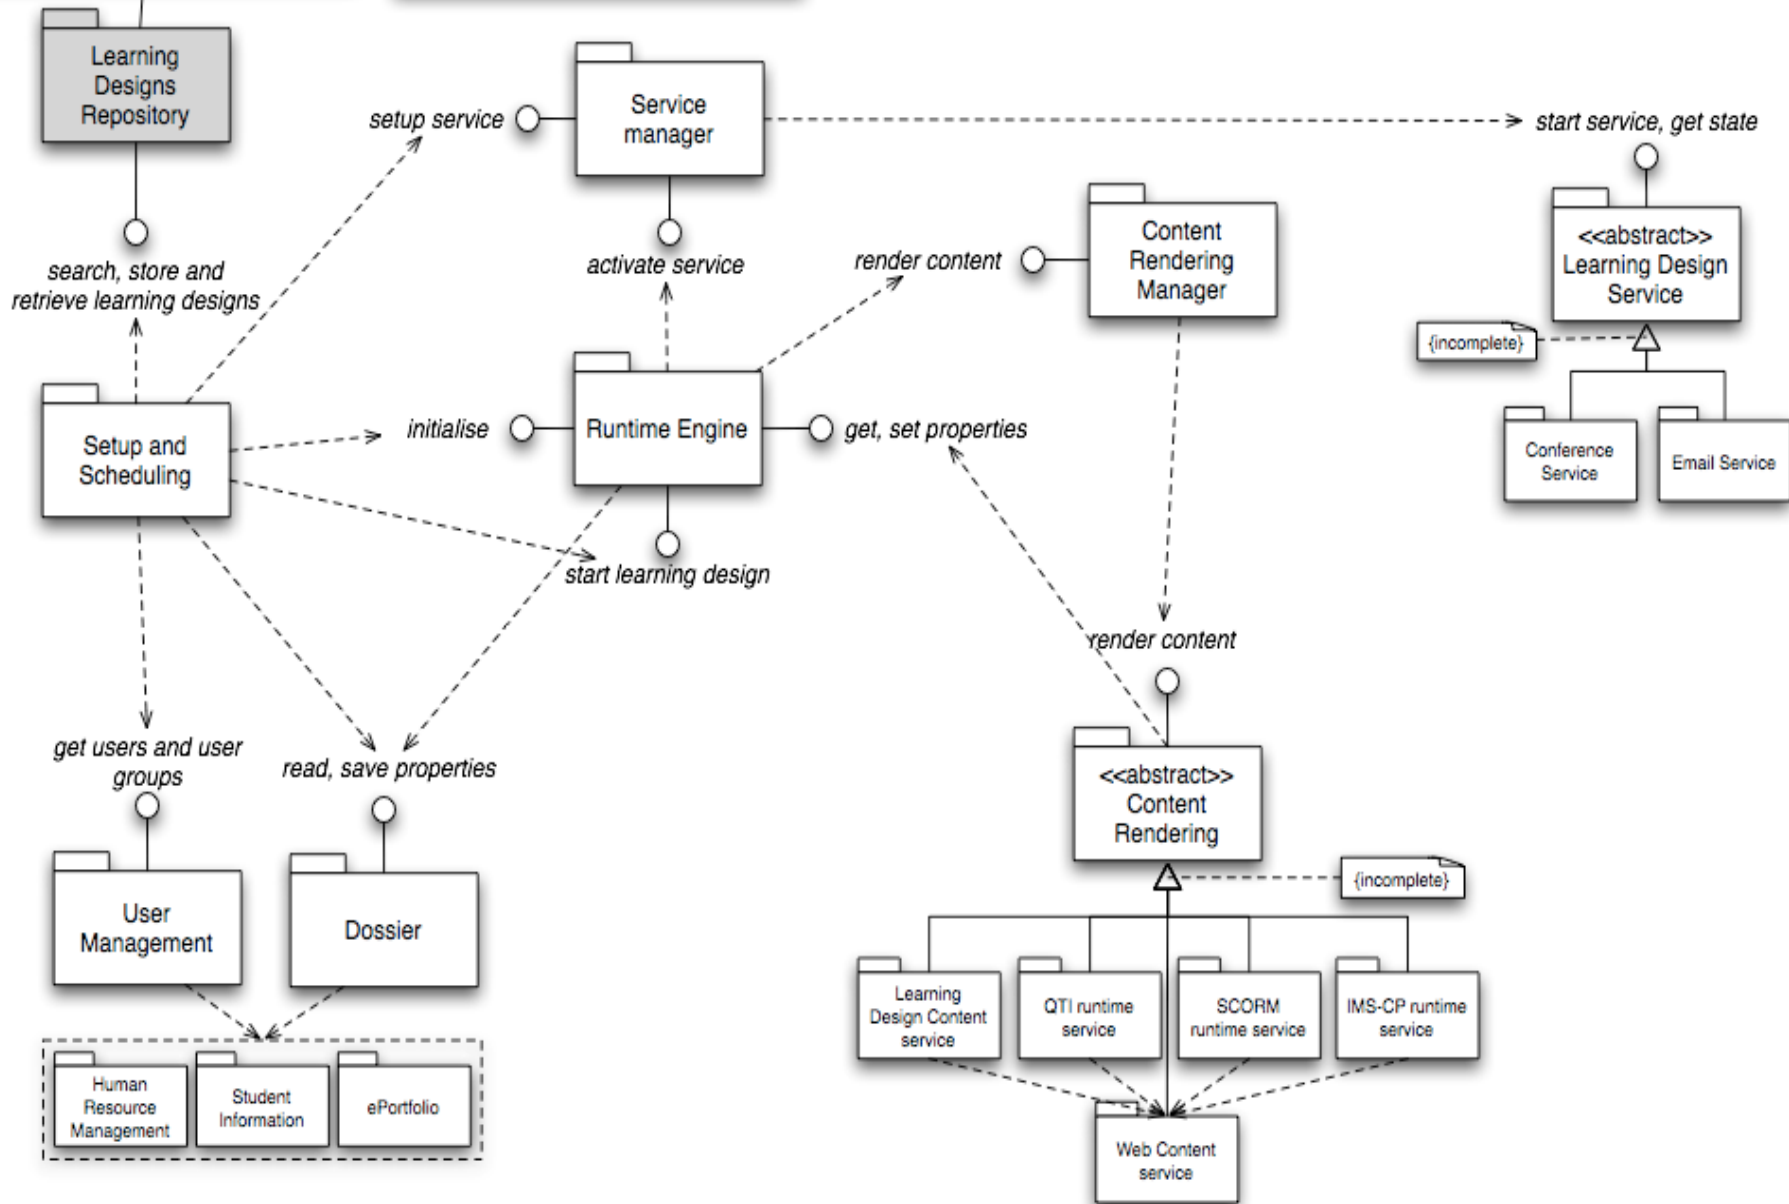 Learning
Designs
Repository
setup service
Service
manager
start service, get state
search, store and
retrieve learning designs
activate service
render content
Content
Rendering
Manager
<<abstract>>
Learning Design
Service
{incomplete}
Setup and
Scheduling
initialise
Runtime Engine
get, set properties
Conference
Service
Email Service
start learning design
render content
get users and user
groups
read, save properties
<<abstract>>
Content
Rendering
{incomplete}
User
Management
Dossier
Learning
Design Content
service
QTI runtime
service
SCORM
runtime service
IMS-CP runtime
service
Human
Resource
Management
Student
Information
ePortfolio
Web Content
service